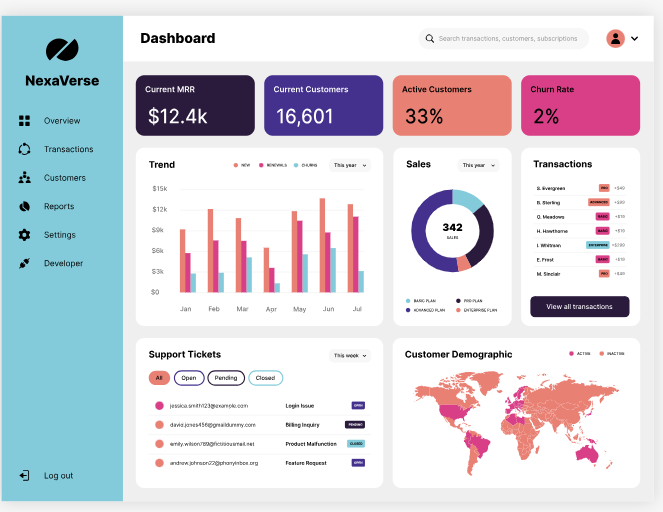 Dashboard
Search transactions, customers, subscriptions
NexaVerse
Overview
Transactions
Customers
Reports
Settings
Developer
Log out
Current MRR
$12.4k
Current Customers
16,601
Active Customers
33%
Churn Rate
2%
Trend
NEW
RENEWALS
CHURNS
This year
$15k
$12k
$9k
$6k
$3k
$0
Jan Feb Mar Apr May Jun Jul
Sales
This year
342
SALES
BASIC PLAN
PRO PLAN
ADVANCED PLAN
ENTERPRISE PLAN
Transactions
S. Evergreen PRO +$49
B. Sterling ADVANCED +$99
Q. Meadows BASIC +$19
H. Hawthorne BASIC +$19
I. Whitman ENTERPRISE +$199
E. Frost BASIC +$19
M. Sinclair PRO +$49
View all transactions
Support Tickets
This week
All Open Pending Closed
jessica.smith123@example.com Login Issue OPEN
david.jones456@gmaildummy.com Billing Inquiry PENDING
emily.wilson789@fictitiousmail.net Product Malfunction CLOSED
andrew.johnson22@phonyinbox.org Feature Request OPEN
Customer Demographic
ACTIVE
INACTIVE